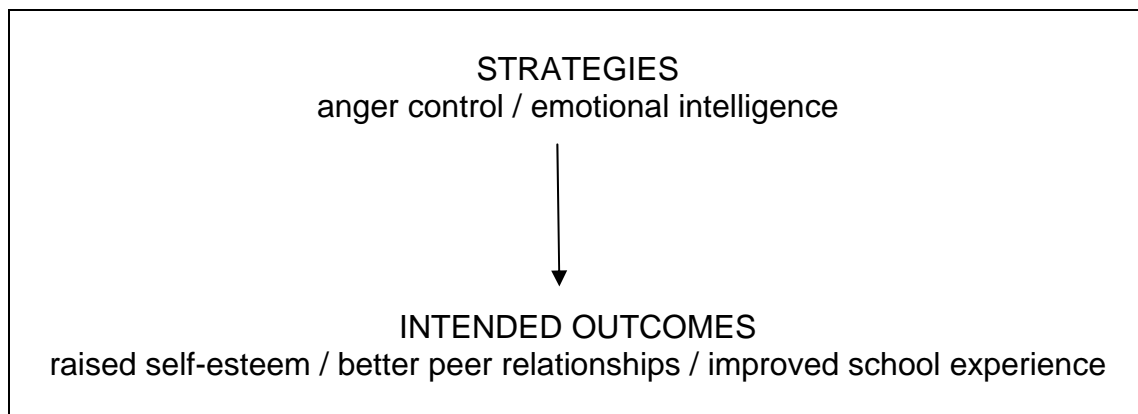 STRATEGIES
anger control / emotional intelligence
INTENDED OUTCOMES
raised self-esteem / better peer relationships / improved school experience